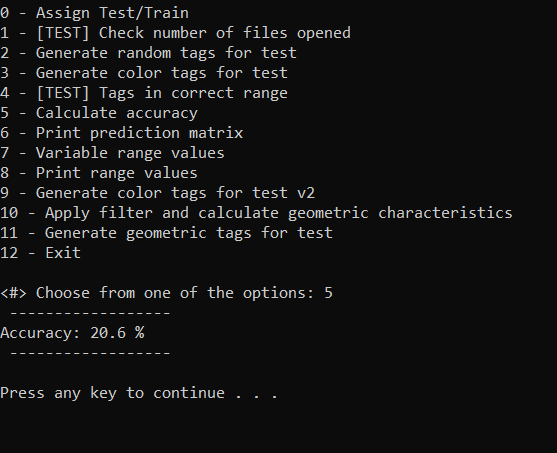 0 - Assign Test/Train
1 - [TEST] Check number of files opened
2 - Generate random tags for test
3 - Generate color tags for test
4 - [TEST] Tags in correct range
5 - Calculate accuracy
6 - Print prediction matrix
7 - Variable range values
8 - Print range values
9 - Generate color tags for test v2
10 - Apply filter and calculate geometric characteristics
11 - Generate geometric tags for test
12 - Exit
<#> Choose from one of the options: 5
------------------
Accuracy: 20.6 %
------------------
Press any key to continue . . .